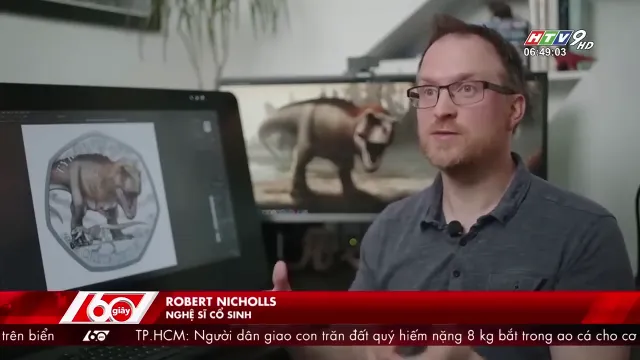 HTV9 HD
06:49:03
60 giây
ROBERT NICHOLLS
NGHỆ SĨ CỔ SINH
trên biển 60 TP.HCM: Người dân giao con trăn đất quý hiếm nặng 8 kg bắt trong ao cá cho cơ